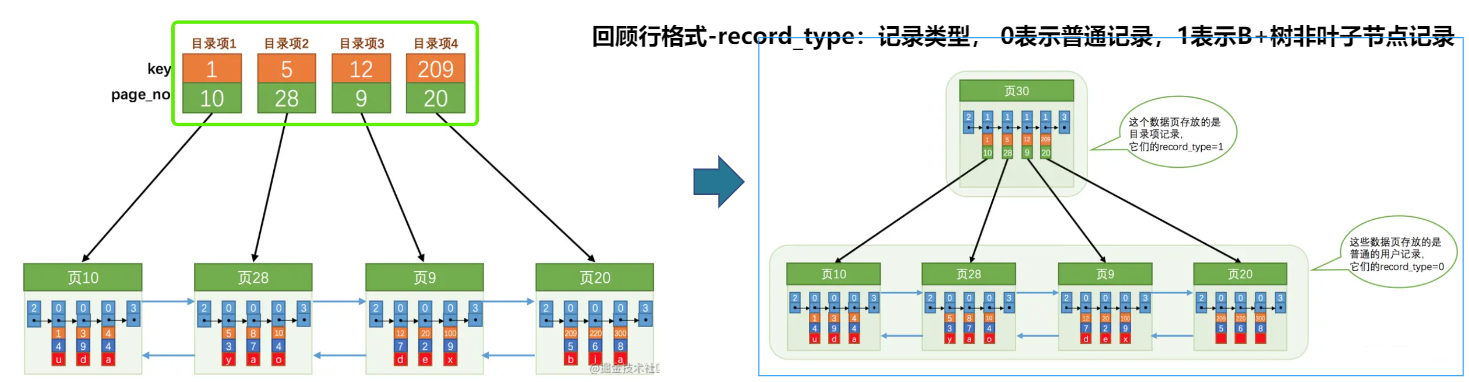 回顾行格式-record_type：记录类型， 0表示普通记录，1表示B+树非叶子节点记录
目录项1 目录项2 目录项3 目录项4
key 1 5 12 209
page_no 10 28 9 20
页10 页28 页9 页20
2 0 0 0 3 2 0 0 0 3 2 0 0 0 3 2 0 0 0 3
1 3 4 5 8 10 12 20 100 200 220 300
4 9 4 3 7 4 7 2 9 5 6 8
u d a y a o d e x b i a
@掘金技术社区
页30
2 1 1 1 1 3
1 5 12 209
10 28 9 20
这个数据页存放的是
目录项记录，
它们的record_type=1
这些数据页存放的是
普通的用户记录，
它们的record_type=0
页10 页28 页9 页20
2 0 0 0 3 2 0 0 0 3 2 0 0 0 3 2 0 0 0 3
1 3 4 5 8 12 20 100 209 220 300
4 9 4 3 7 4 7 2 9 5 6 8
u d a y a o d e x